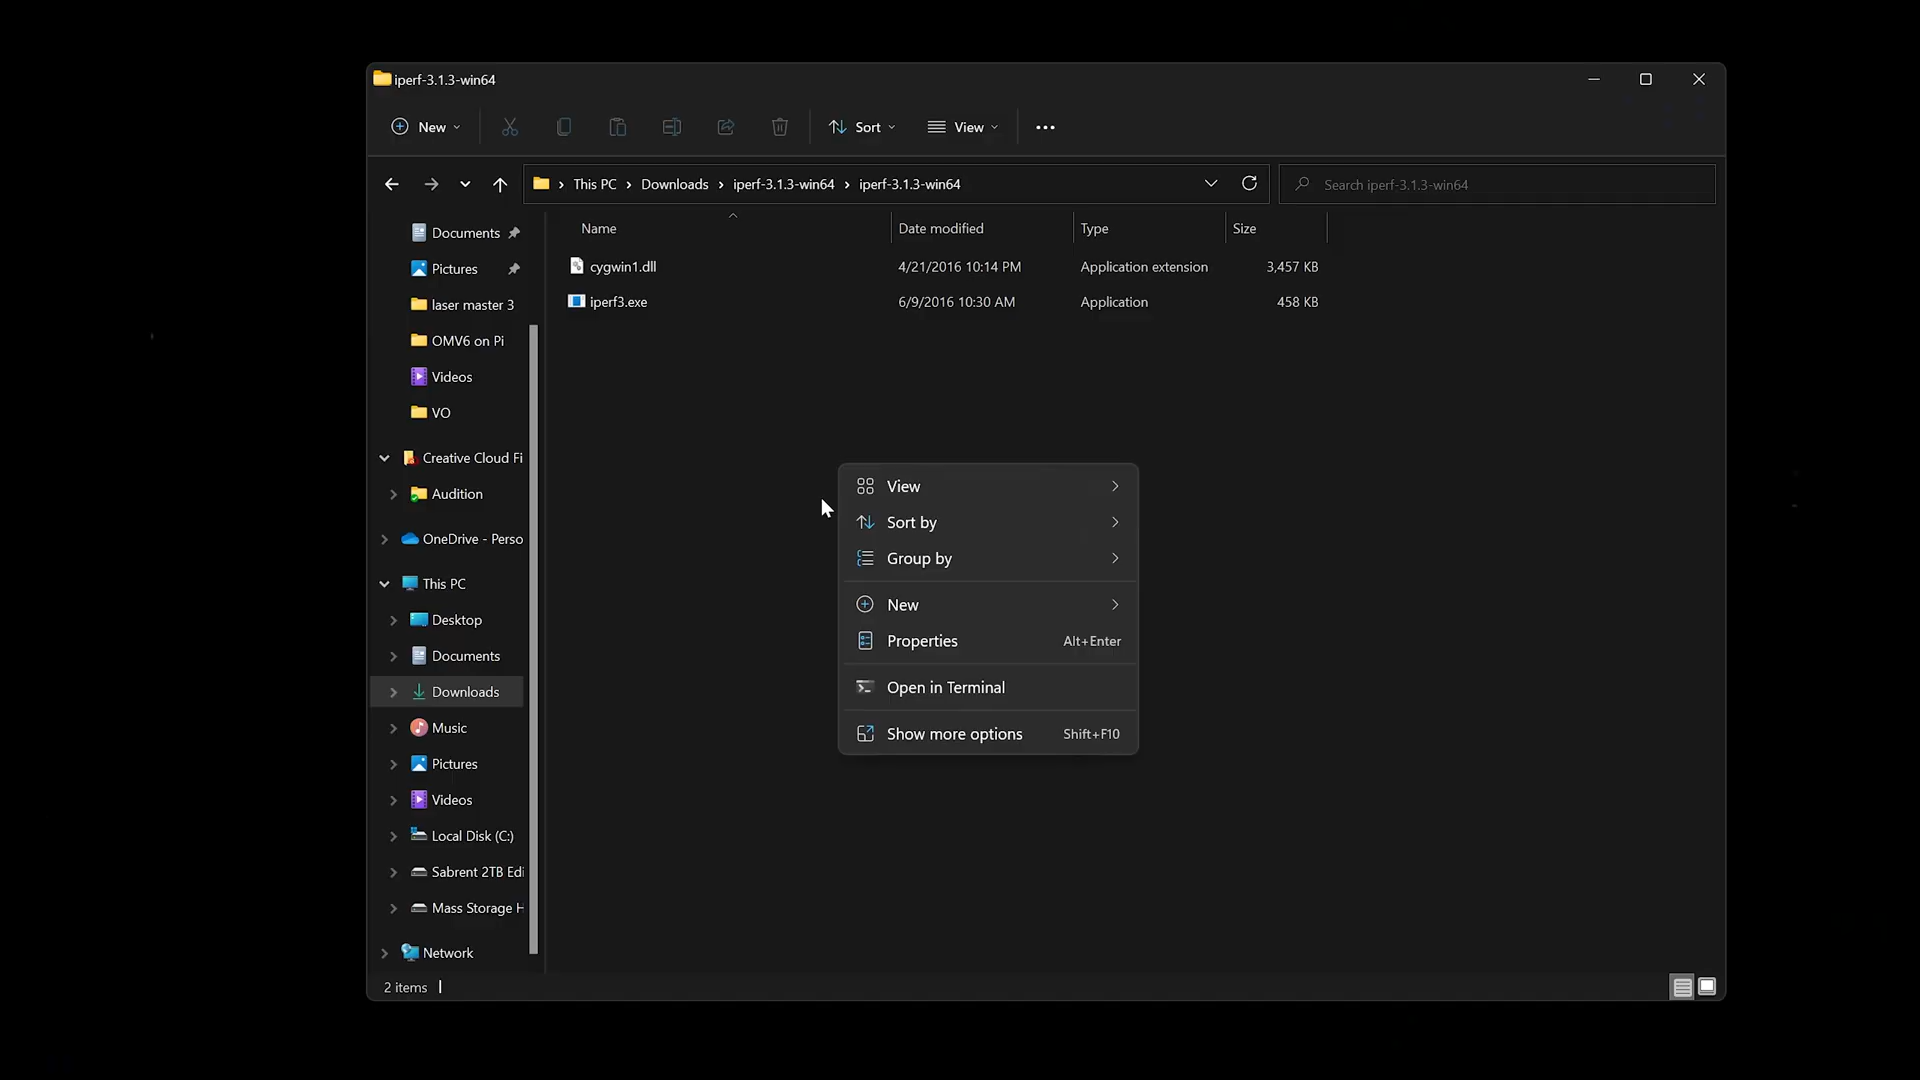 iperf-3.1.3-win64
New
Sort
View
This PC > Downloads > iperf-3.1.3-win64 > iperf-3.1.3-win64
Search iperf-3.1.3-win64
Name Date modified Type Size
cygwin1.dll 4/21/2016 10:14 PM Application extension 3,457 KB
iperf3.exe 6/9/2016 10:30 AM Application 458 KB
Documents
Pictures
laser master 3
OMV6 on Pi
Videos
VO
Creative Cloud Fi
Audition
OneDrive - Perso
This PC
Desktop
Documents
Downloads
Music
Pictures
Videos
Local Disk (C:)
Sabrent 2TB Edi
Mass Storage H
Network
View
Sort by
Group by
New
Properties Alt+Enter
Open in Terminal
Show more options Shift+F10
2 items